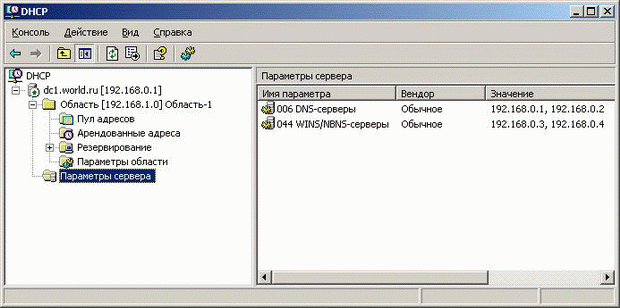 DHCP
Консоль Действие Вид Справка
DHCP
dc1.world.ru [192.168.0.1]
Область [192.168.1.0] Область-1
Пул адресов
Арендованные адреса
Резервирование
Параметры области
Параметры сервера
Параметры сервера
Имя параметра Вендор Значение
006 DNS-серверы Обычное 192.168.0.1, 192.168.0.2
044 WINS/NBNS-серверы Обычное 192.168.0.3, 192.168.0.4